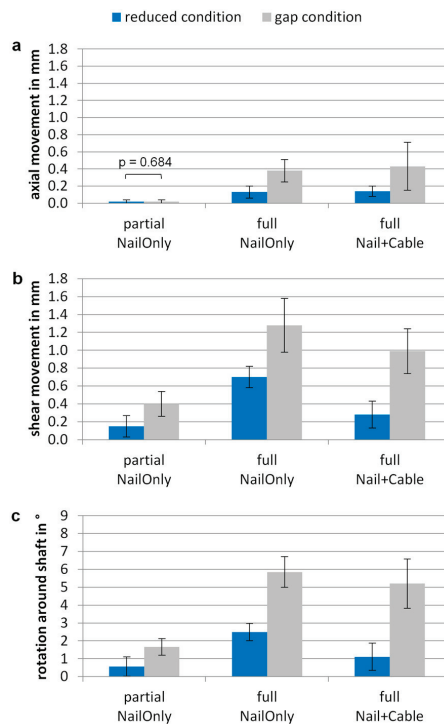 reduced condition gap condition
a
axial movement in mm
1.8
1.6
1.4
1.2
1.0
0.8
0.6
0.4
0.2
0.0
p = 0.684
partial NailOnly
full NailOnly
full Nail+Cable
b
shear movement in mm
1.8
1.6
1.4
1.2
1.0
0.8
0.6
0.4
0.2
0.0
partial NailOnly
full NailOnly
full Nail+Cable
c
rotation around shaft in °
9
8
7
6
5
4
3
2
1
0
partial NailOnly
full NailOnly
full Nail+Cable